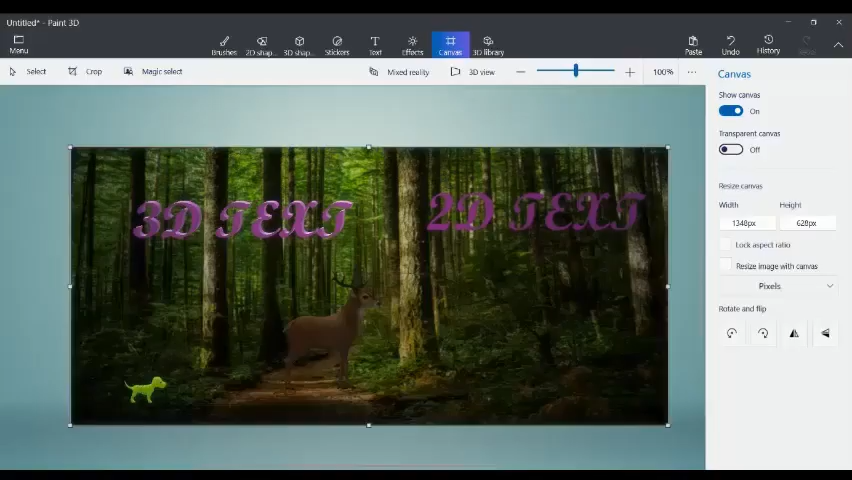 Untitled* - Paint 3D
Menu
Brushes
2D shap...
3D shap...
Stickers
Text
Effects
Canvas
3D library
Paste
Undo
History
Select
Crop
Magic select
Mixed reality
3D view
100%
Canvas
Show canvas
On
Transparent canvas
Off
Resize canvas
Width
Height
1348px
628px
Lock aspect ratio
Resize image with canvas
Pixels
Rotate and flip
3D TEXT
2D TEXT